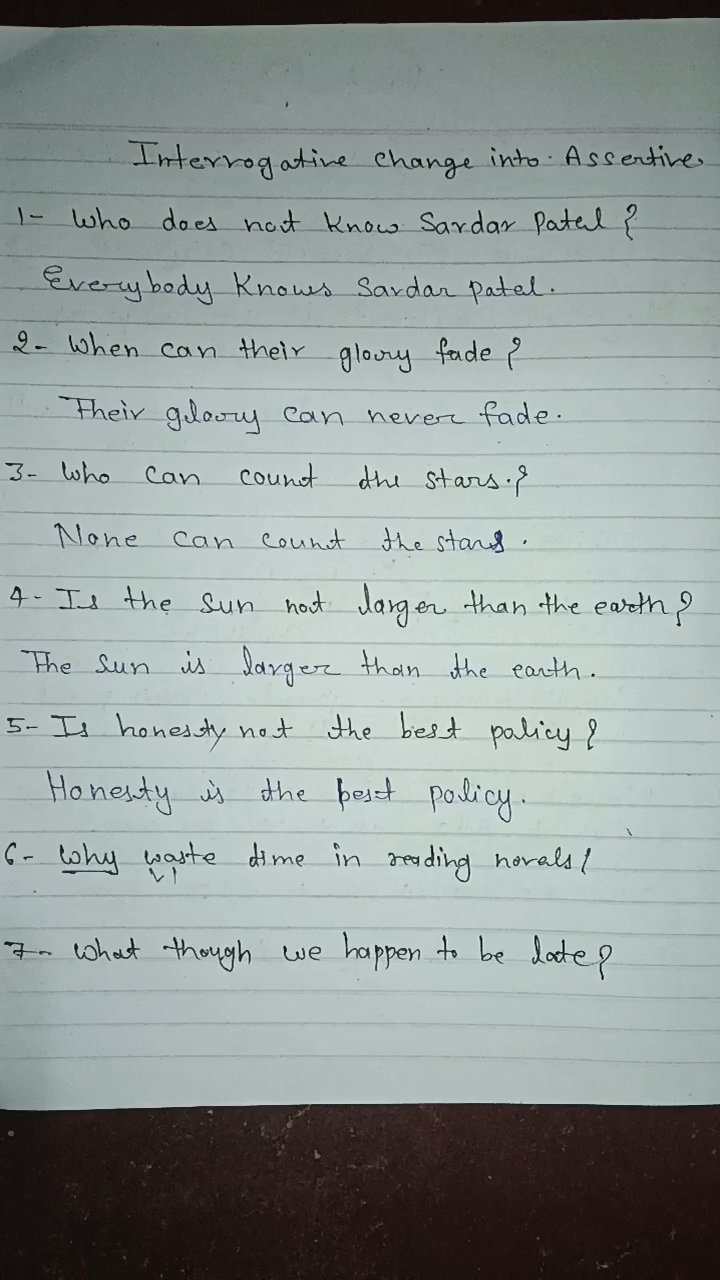 Interrogative change into Assertive.
1- Who does not know Sardar Patel ?
Everybody knows Sardar patel.
2- When can their gloory fade ?
Their gloory can never fade.
3- Who can count the stars.?
None can count the stars.
4- Is the sun not larger than the earth ?
The sun is larger than the earth.
5- Is honesty not the best policy ?
Honesty is the best policy.
6- Why waste time in reading novals !
V1
7- What though we happen to be late ?